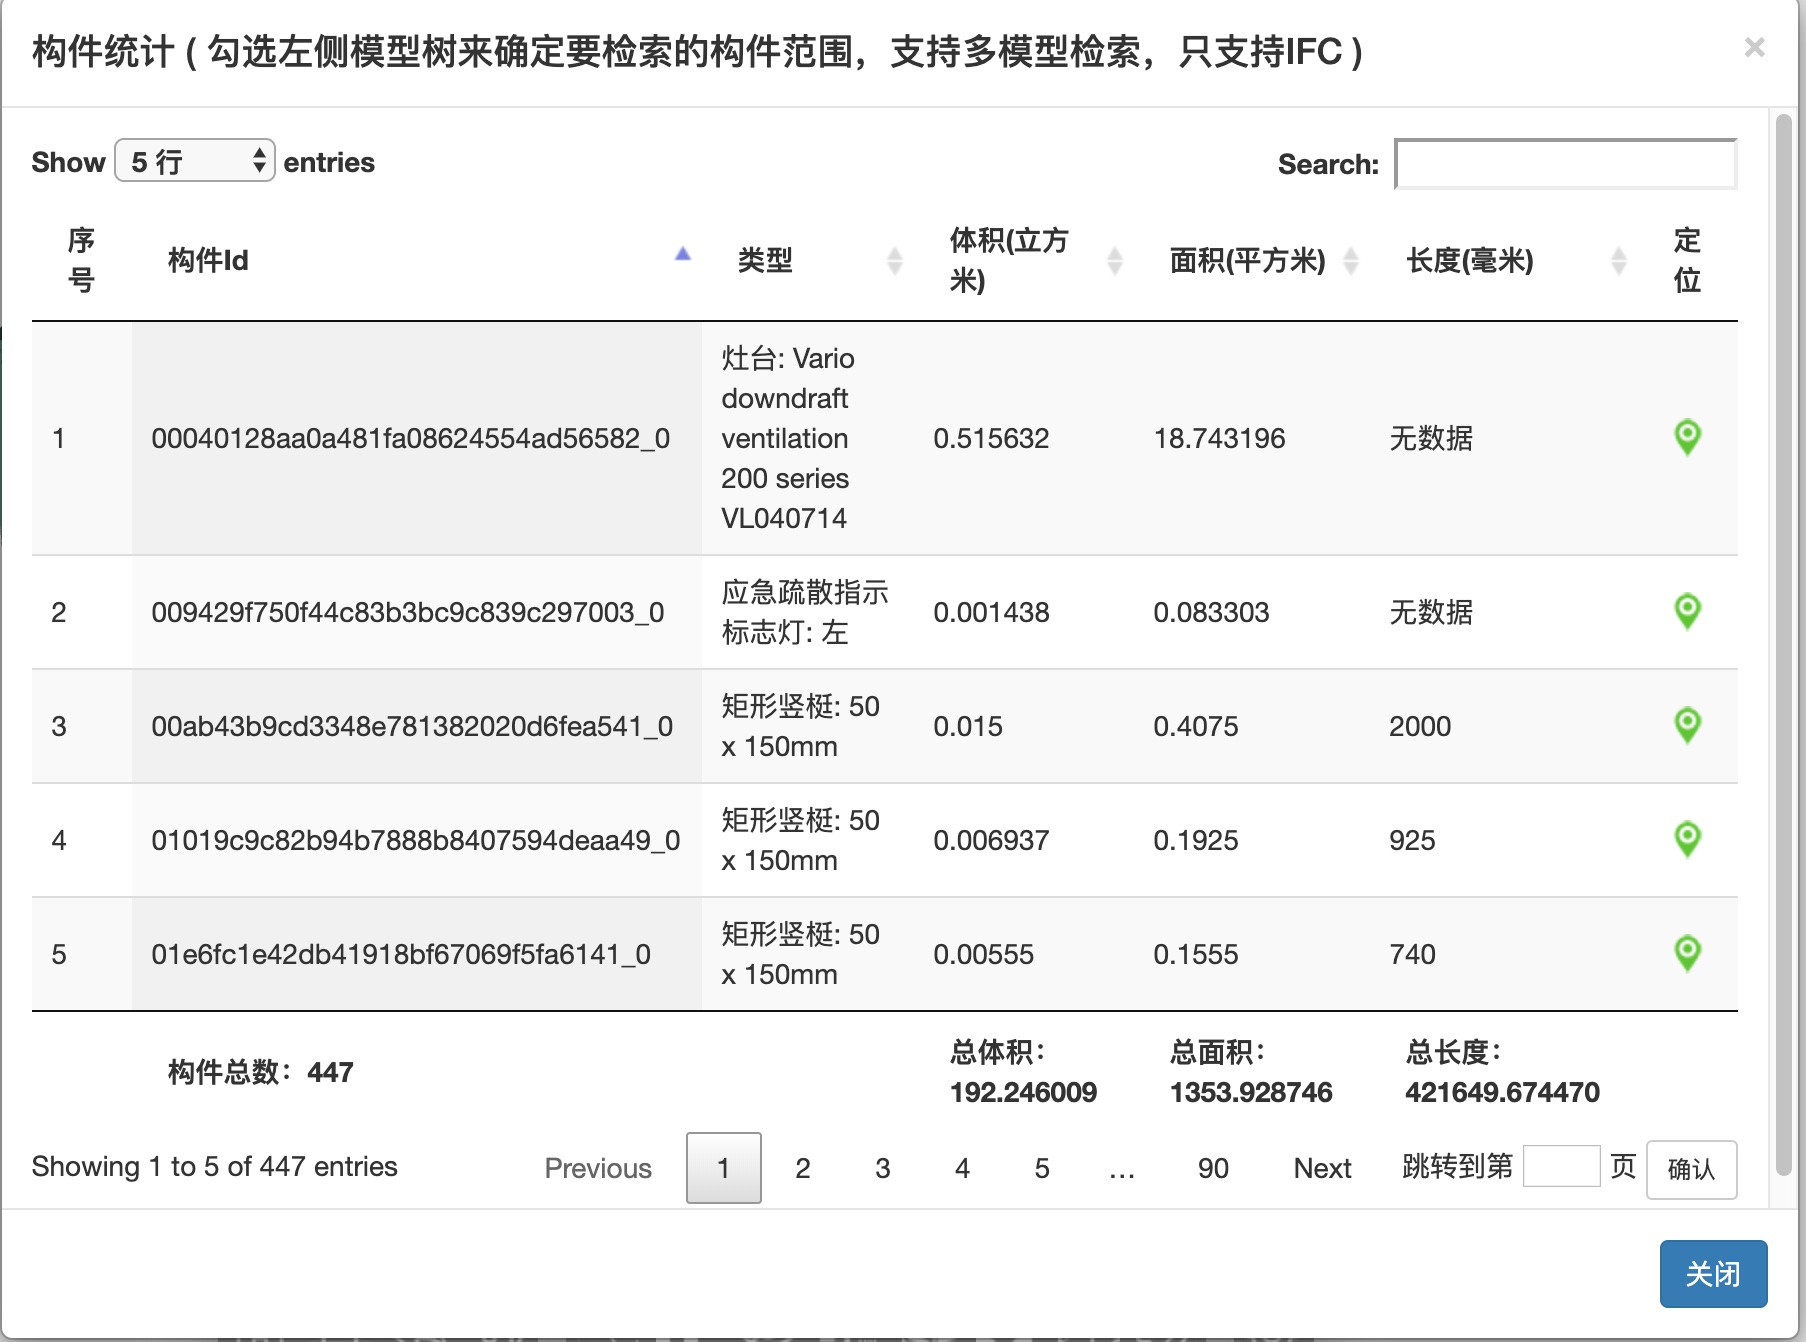 构件统计 ( 勾选左侧模型树来确定要检索的构件范围，支持多模型检索，只支持IFC )
×
Show 5 行 entries
Search:
序号
构件Id
类型
体积(立方米)
面积(平方米)
长度(毫米)
定位
1
00040128aa0a481fa08624554ad56582_0
灶台: Vario
downdraft
ventilation
200 series
VL040714
0.515632
18.743196
无数据
2
009429f750f44c83b3bc9c839c297003_0
应急疏散指示
标志灯: 左
0.001438
0.083303
无数据
3
00ab43b9cd3348e781382020d6fea541_0
矩形竖梃: 50
x 150mm
0.015
0.4075
2000
4
01019c9c82b94b7888b8407594deaa49_0
矩形竖梃: 50
x 150mm
0.006937
0.1925
925
5
01e6fc1e42db41918bf67069f5fa6141_0
矩形竖梃: 50
x 150mm
0.00555
0.1555
740
构件总数：447
总体积：
192.246009
总面积：
1353.928746
总长度：
421649.674470
Showing 1 to 5 of 447 entries
Previous 1 2 3 4 5 … 90 Next
跳转到第 页 确认
关闭